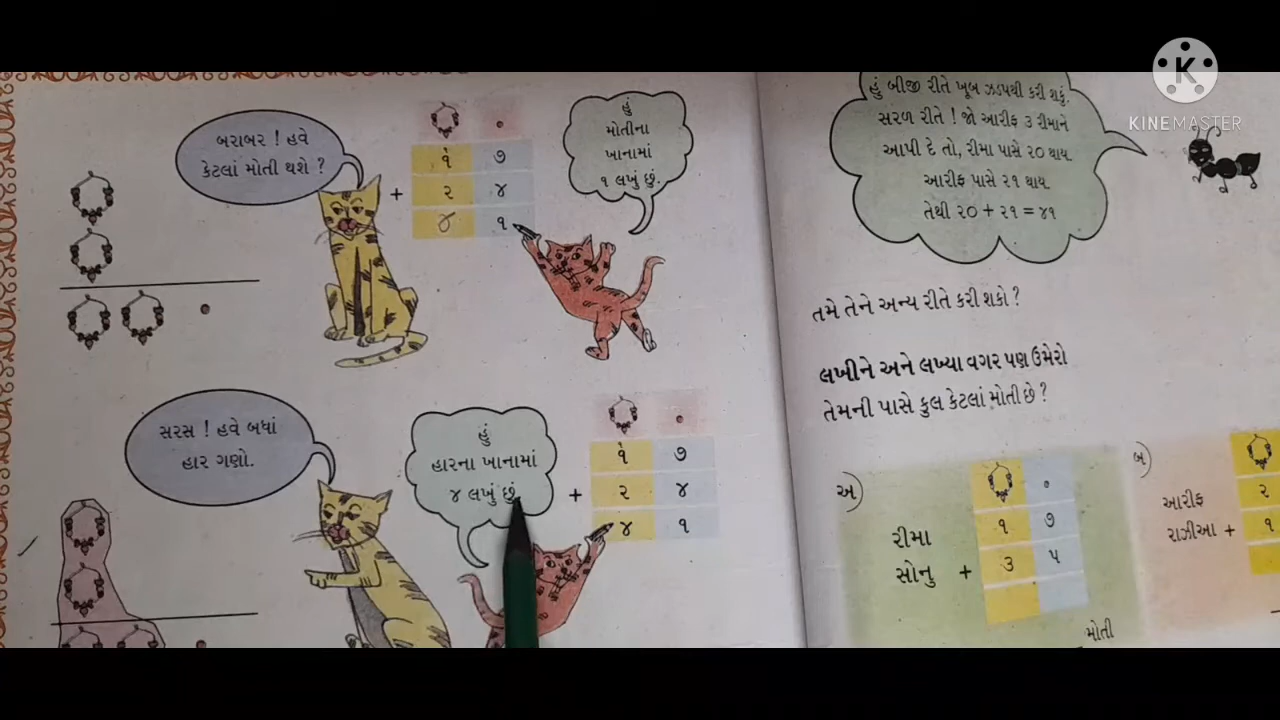 બરાબર ! હવે
કેટલાં મોતી થશે ?
૧ ૭
+ ૨ ૪
૪ ૧
હું
મોતીના
ખાનામાં
૧ લખું છું.
સરસ ! હવે બધાં
હાર ગણો.
હું
હારના ખાનામાં
૪ લખું છું
૧ ૭
+ ૨ ૪
૪ ૧
હું બીજી રીતે ખૂબ ઝડપથી કરી શકું.
સરળ રીતે ! જો આરીફ ૩ રીમાને
આપી દે તો, રીમા પાસે ૨૦ થાય.
આરીફ પાસે ૨૧ થાય.
તેથી ૨૦ + ૨૧ = ૪૧
તમે તેને અન્ય રીતે કરી શકો ?
લખીને અને લખ્યા વગર પણ ઉમેરો
તેમની પાસે કુલ કેટલાં મોતી છે ?
અ)
રીમા ૧ ૭
સોનુ + ૩ ૫
મોતી
બ)
આરીફ ૨
રાઝીઆ + ૧
K
KINEMASTER